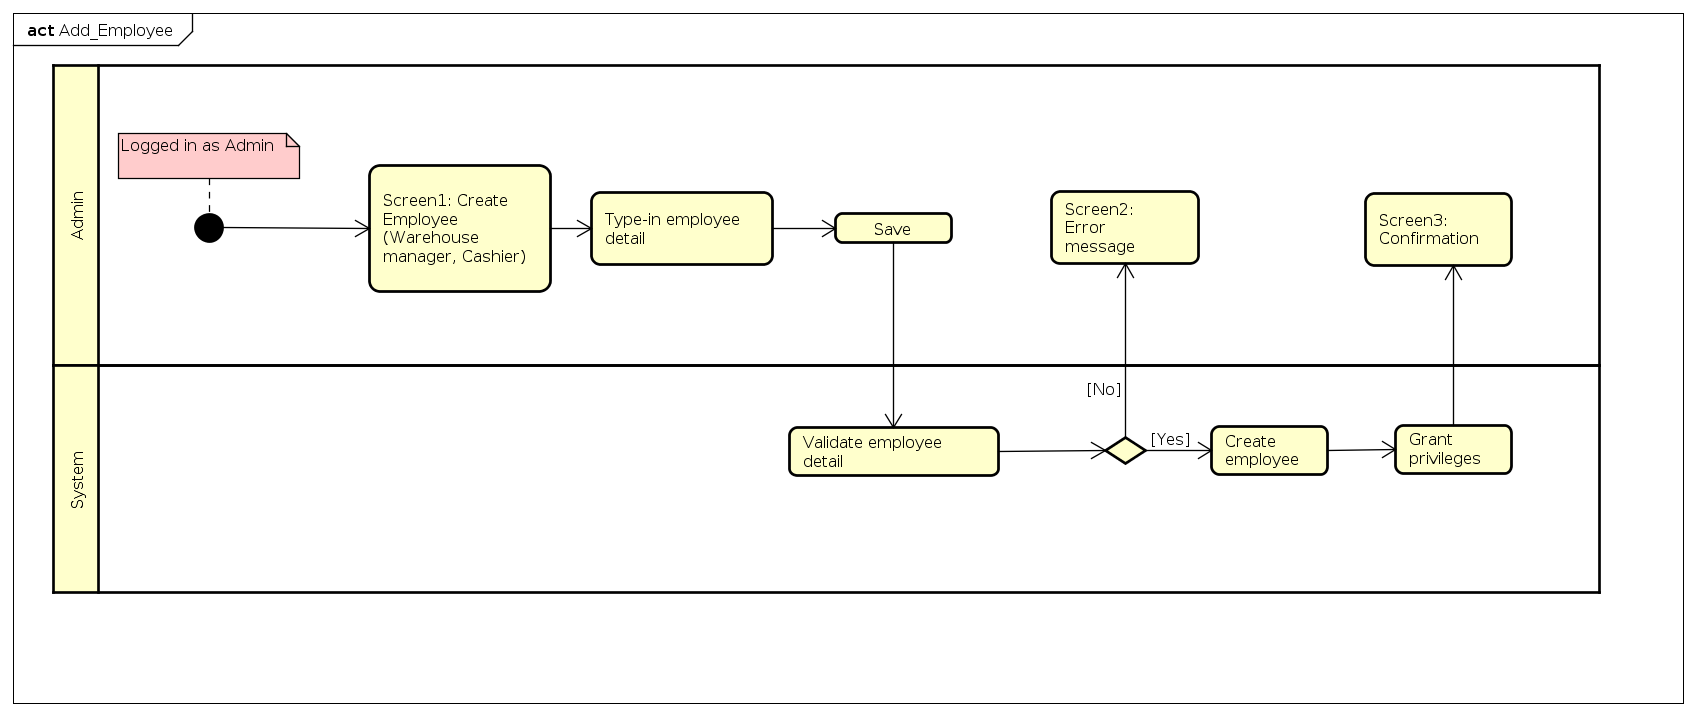 act Add_Employee
Admin
Logged in as Admin
Screen1: Create
Employee
(Warehouse
manager, Cashier)
Type-in employee
detail
Save
Screen2:
Error
message
Screen3:
Confirmation
System
Validate employee
detail
[No]
[Yes]
Create
employee
Grant
privileges